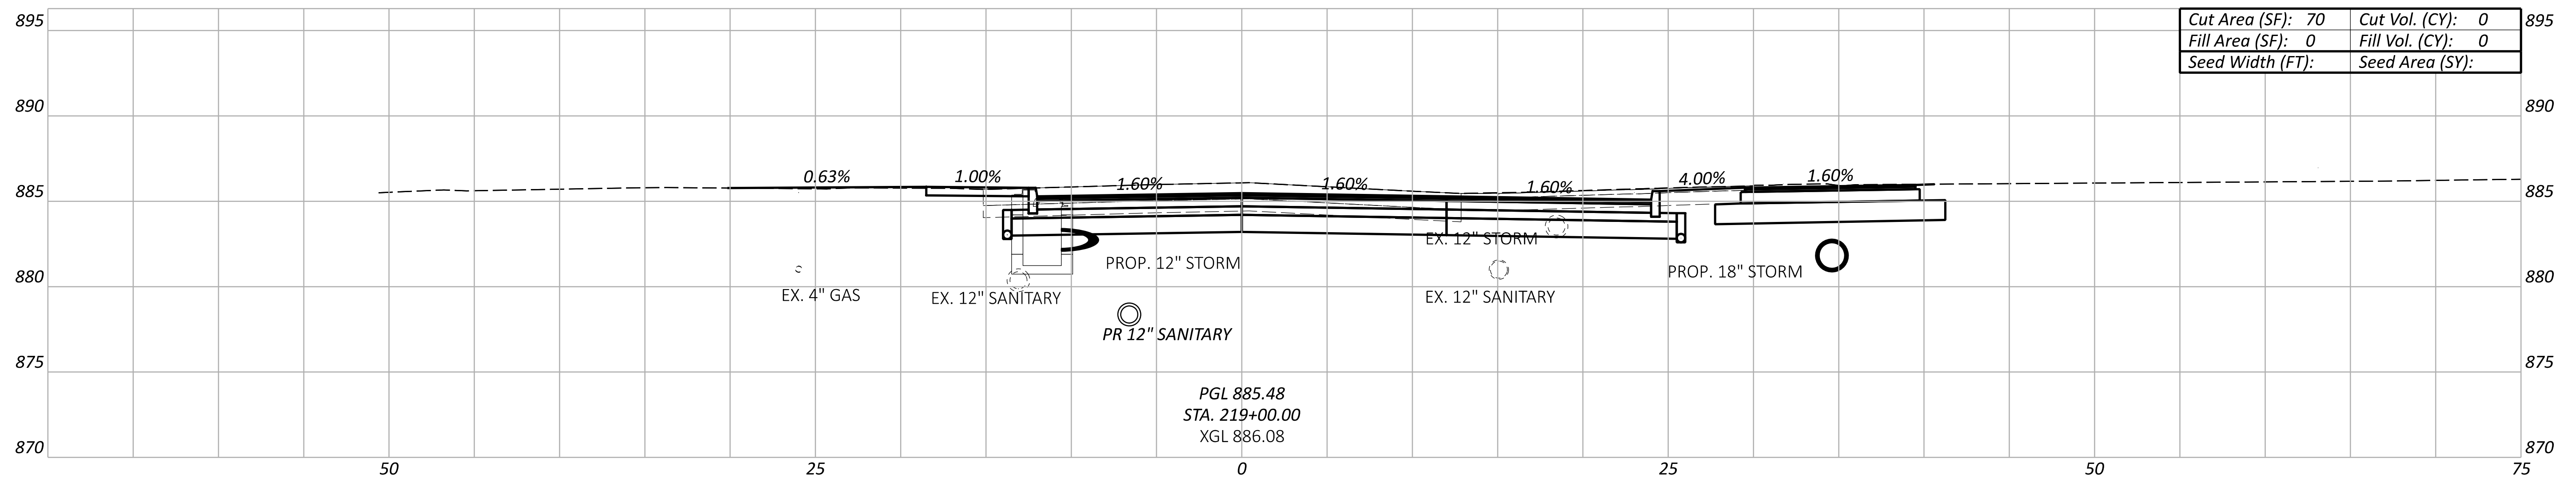 895
Cut Area (SF): 70 Cut Vol. (CY): 0
895
Fill Area (SF): 0 Fill Vol. (CY): 0
Seed Width (FT): Seed Area (SY):
890
890
0.63%
1.00%
1.60%
1.60%
1.60%
4.00%
1.60%
885
885
EX. 12" STORM
PROP. 12" STORM
PROP. 18" STORM
880
880
EX. 4" GAS
EX. 12" SANITARY
EX. 12" SANITARY
PR 12" SANITARY
875
875
PGL 885.48
STA. 219+00.00
XGL 886.08
870
870
50
25
0
25
50
75